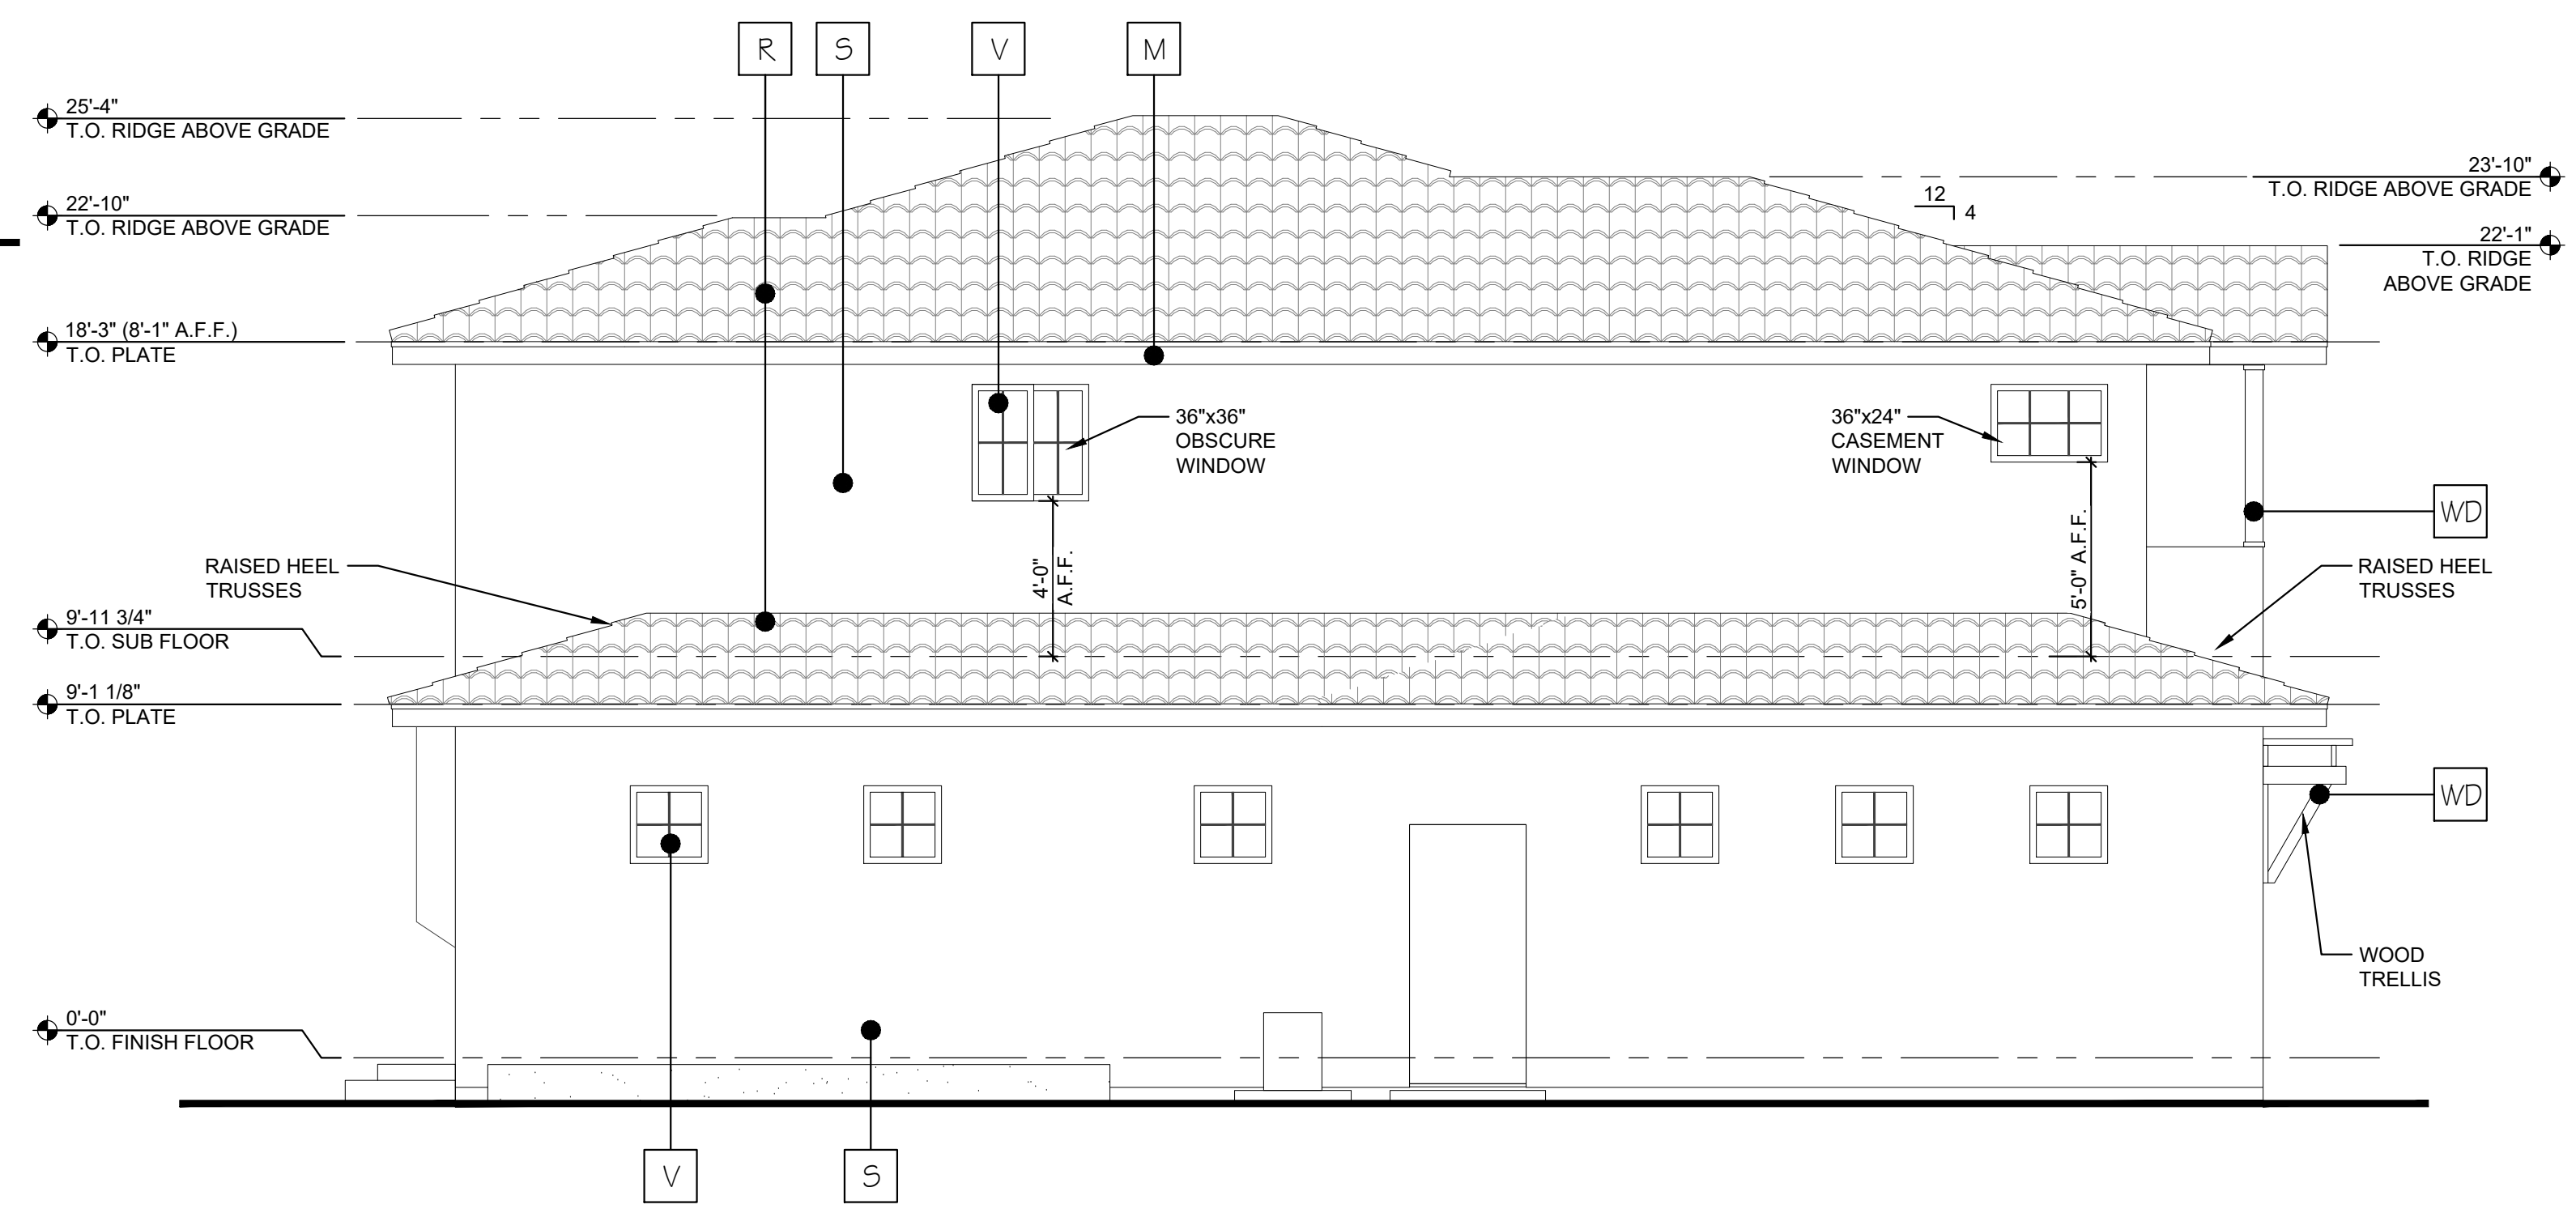 R
S
V
M
25'-4"
T.O. RIDGE ABOVE GRADE
23'-10"
T.O. RIDGE ABOVE GRADE
22'-10"
T.O. RIDGE ABOVE GRADE
12
4
22'-1"
T.O. RIDGE
ABOVE GRADE
18'-3" (8'-1" A.F.F.)
T.O. PLATE
36"x36"
OBSCURE
WINDOW
36"x24"
CASEMENT
WINDOW
WD
RAISED HEEL
TRUSSES
4'-0"
A.F.F.
5'-0" A.F.F.
RAISED HEEL
TRUSSES
9'-11 3/4"
T.O. SUB FLOOR
9'-1 1/8"
T.O. PLATE
WD
WOOD
TRELLIS
0'-0"
T.O. FINISH FLOOR
V
S